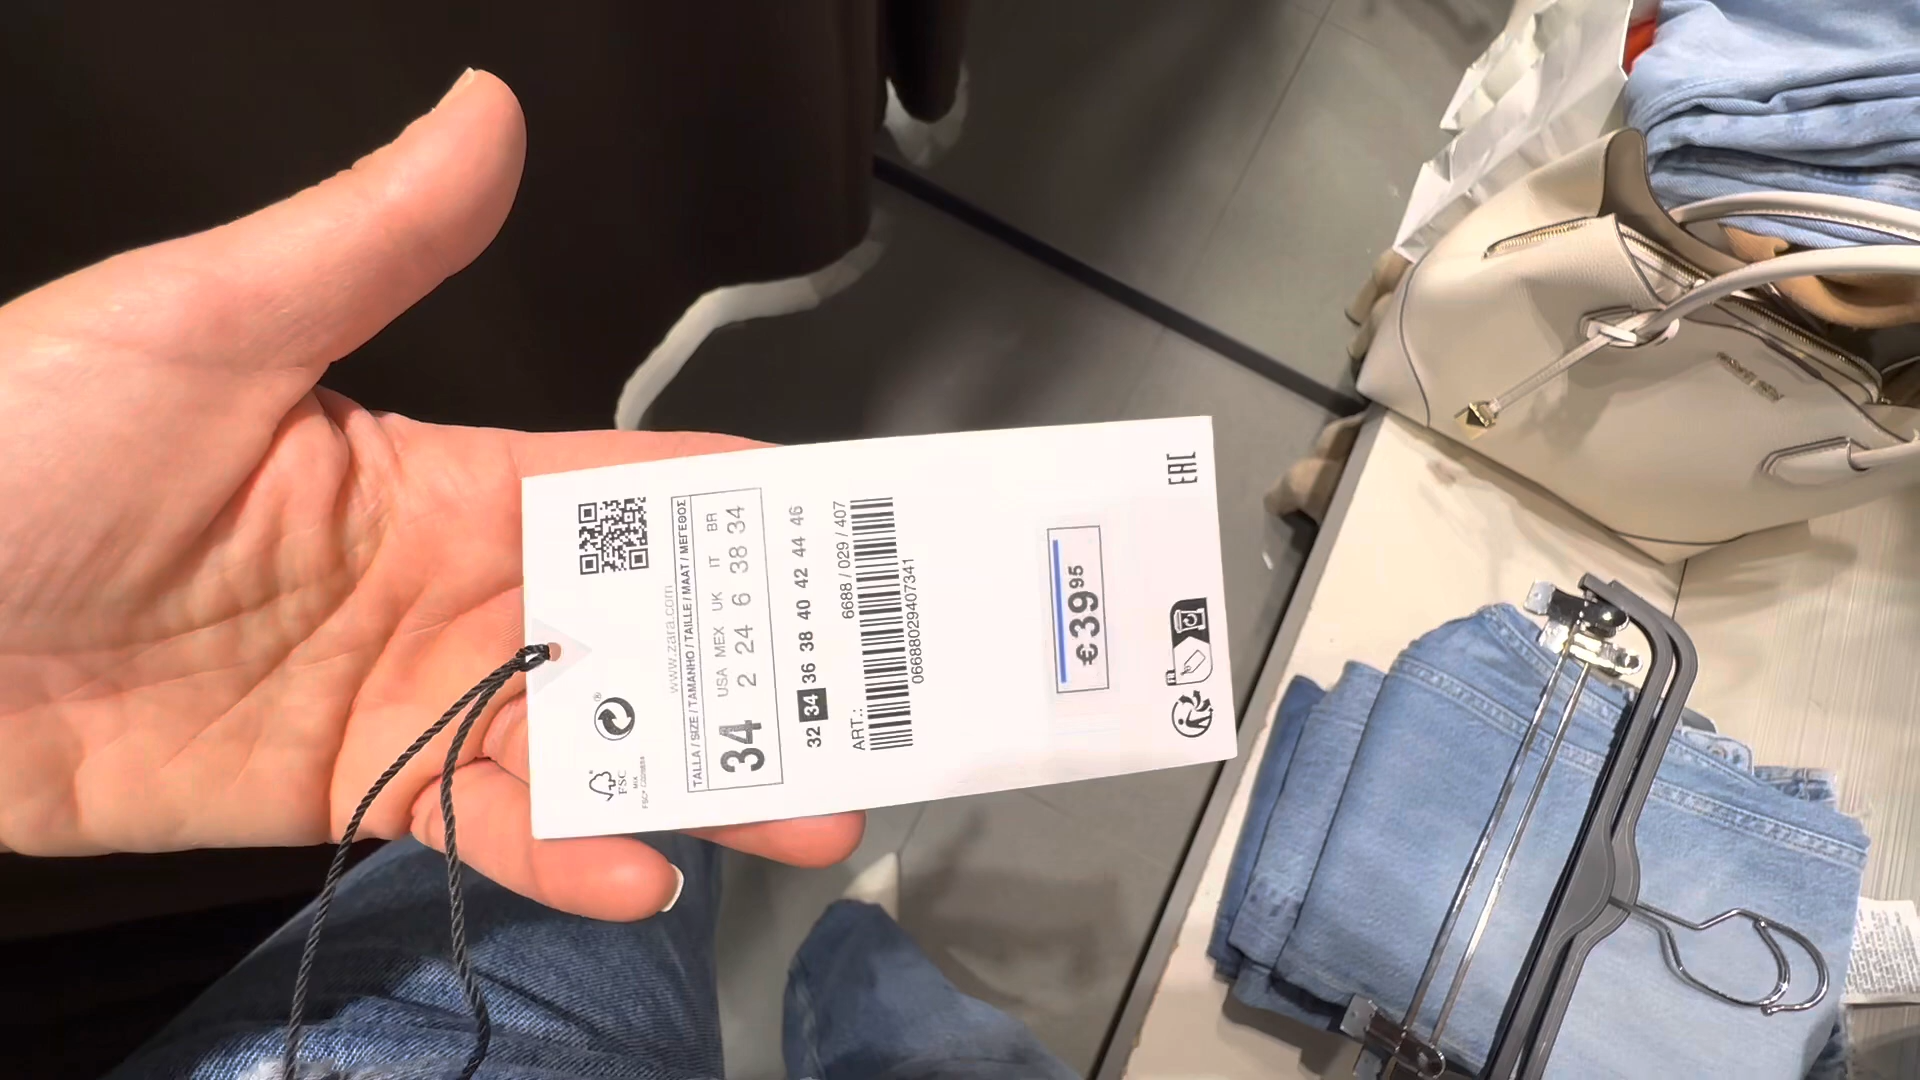 www.zara.com
TALLA / SIZE / TAMANHO / TAILLE / MAAT / ΜΕΓΕΘΟΣ
34
USA MEX UK IT BR
2 24 6 38 34
32 34 36 38 40 42 44 46
ART.: 6688 / 029 / 407
06688029407341
€ 39 95
EAC
®
FSC
MIX